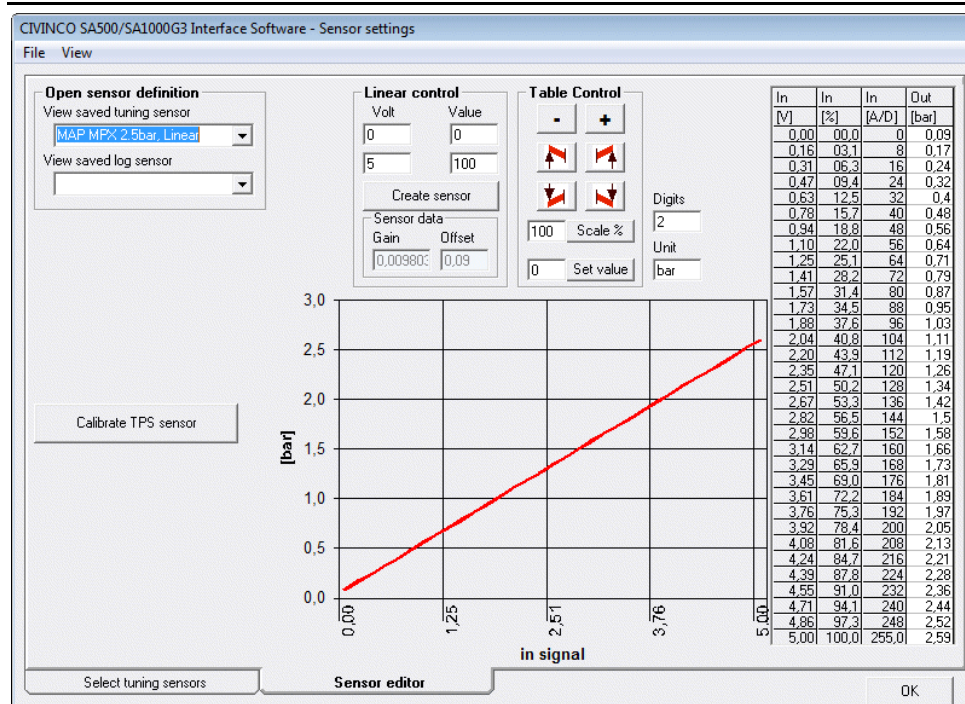 CIVINCO SA500/SA1000G3 Interface Software - Sensor settings
File View
Open sensor definition
View saved tuning sensor
MAP MPX 2.5bar, Linear
View saved log sensor
Calibrate TPS sensor
Linear control
Volt Value
0 0
5 100
Create sensor
Sensor data
Gain Offset
0,009803 0,09
Table Control
- +
100 Scale %
0 Set value
Digits
2
Unit
bar
3,0
2,5
2,0
1,5
1,0
0,5
0,0
[bar]
0,00 1,25 2,51 3,76 5,00
in signal
In In In Out
[V] [%] [A/D] [bar]
0,00 00,0 0 0,09
0,16 03,1 8 0,17
0,31 06,3 16 0,24
0,47 09,4 24 0,32
0,63 12,5 32 0,4
0,78 15,7 40 0,48
0,94 18,8 48 0,56
1,10 22,0 56 0,64
1,25 25,1 64 0,71
1,41 28,2 72 0,79
1,57 31,4 80 0,87
1,73 34,5 88 0,95
1,88 37,6 96 1,03
2,04 40,8 104 1,11
2,20 43,9 112 1,19
2,35 47,1 120 1,26
2,51 50,2 128 1,34
2,67 53,3 136 1,42
2,82 56,5 144 1,5
2,98 59,6 152 1,58
3,14 62,7 160 1,66
3,29 65,9 168 1,73
3,45 69,0 176 1,81
3,61 72,2 184 1,89
3,76 75,3 192 1,97
3,92 78,4 200 2,05
4,08 81,6 208 2,13
4,24 84,7 216 2,21
4,39 87,8 224 2,28
4,55 91,0 232 2,36
4,71 94,1 240 2,44
4,86 97,3 248 2,52
5,00 100,0 255,0 2,59
Select tuning sensors Sensor editor
OK